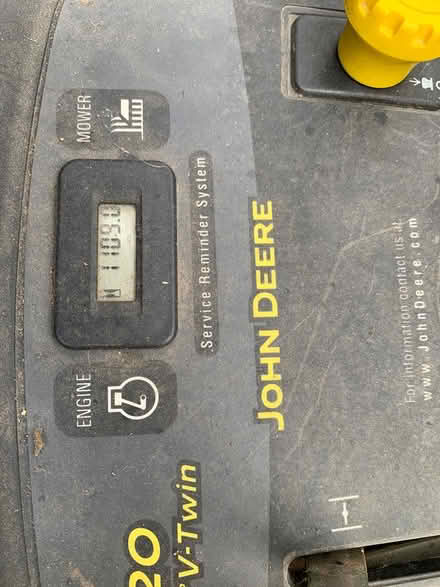 ENGINE
1109.0
MOWER
Service Reminder System
20
V-Twin
JOHN DEERE
For information contact us at
www.JohnDeere.com